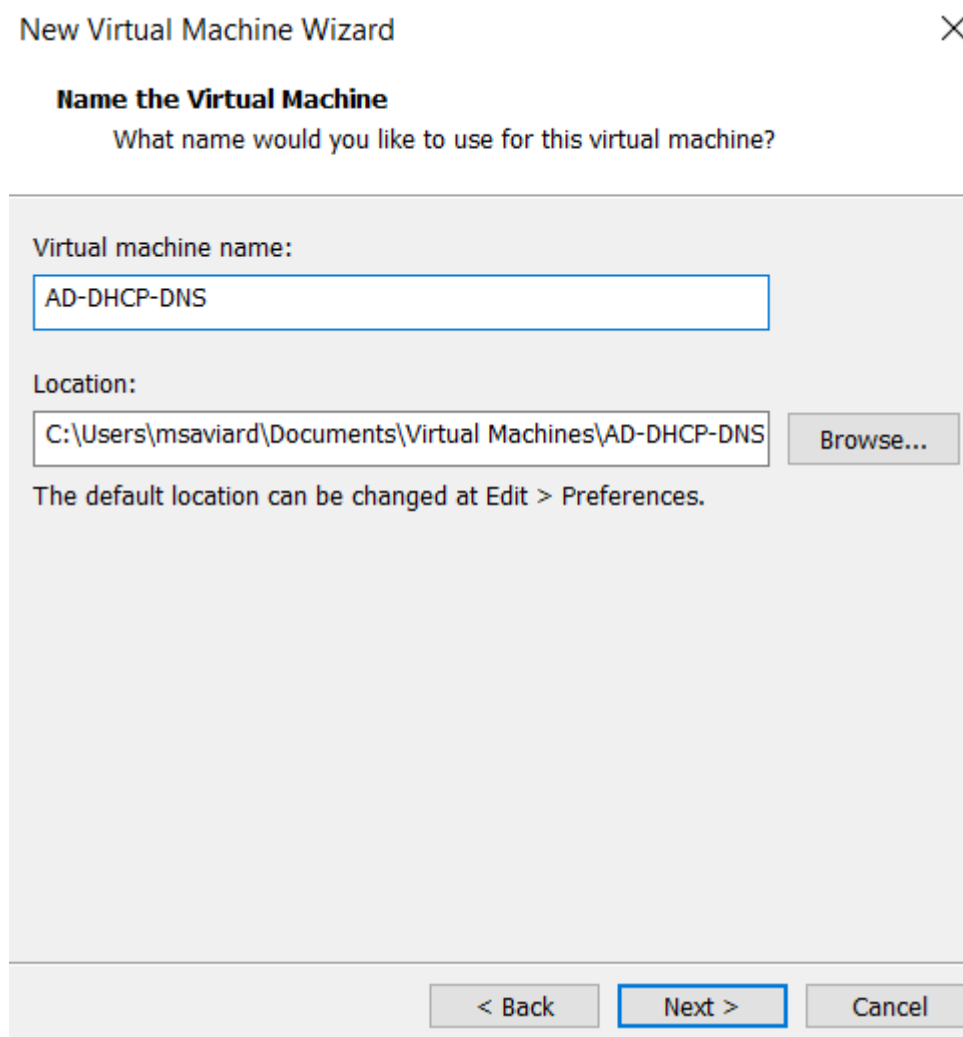 New Virtual Machine Wizard
Name the Virtual Machine
What name would you like to use for this virtual machine?
Virtual machine name:
AD-DHCP-DNS
Location:
C:\Users\msaviard\Documents\Virtual Machines\AD-DHCP-DNS
Browse...
The default location can be changed at Edit > Preferences.
< Back
Next >
Cancel